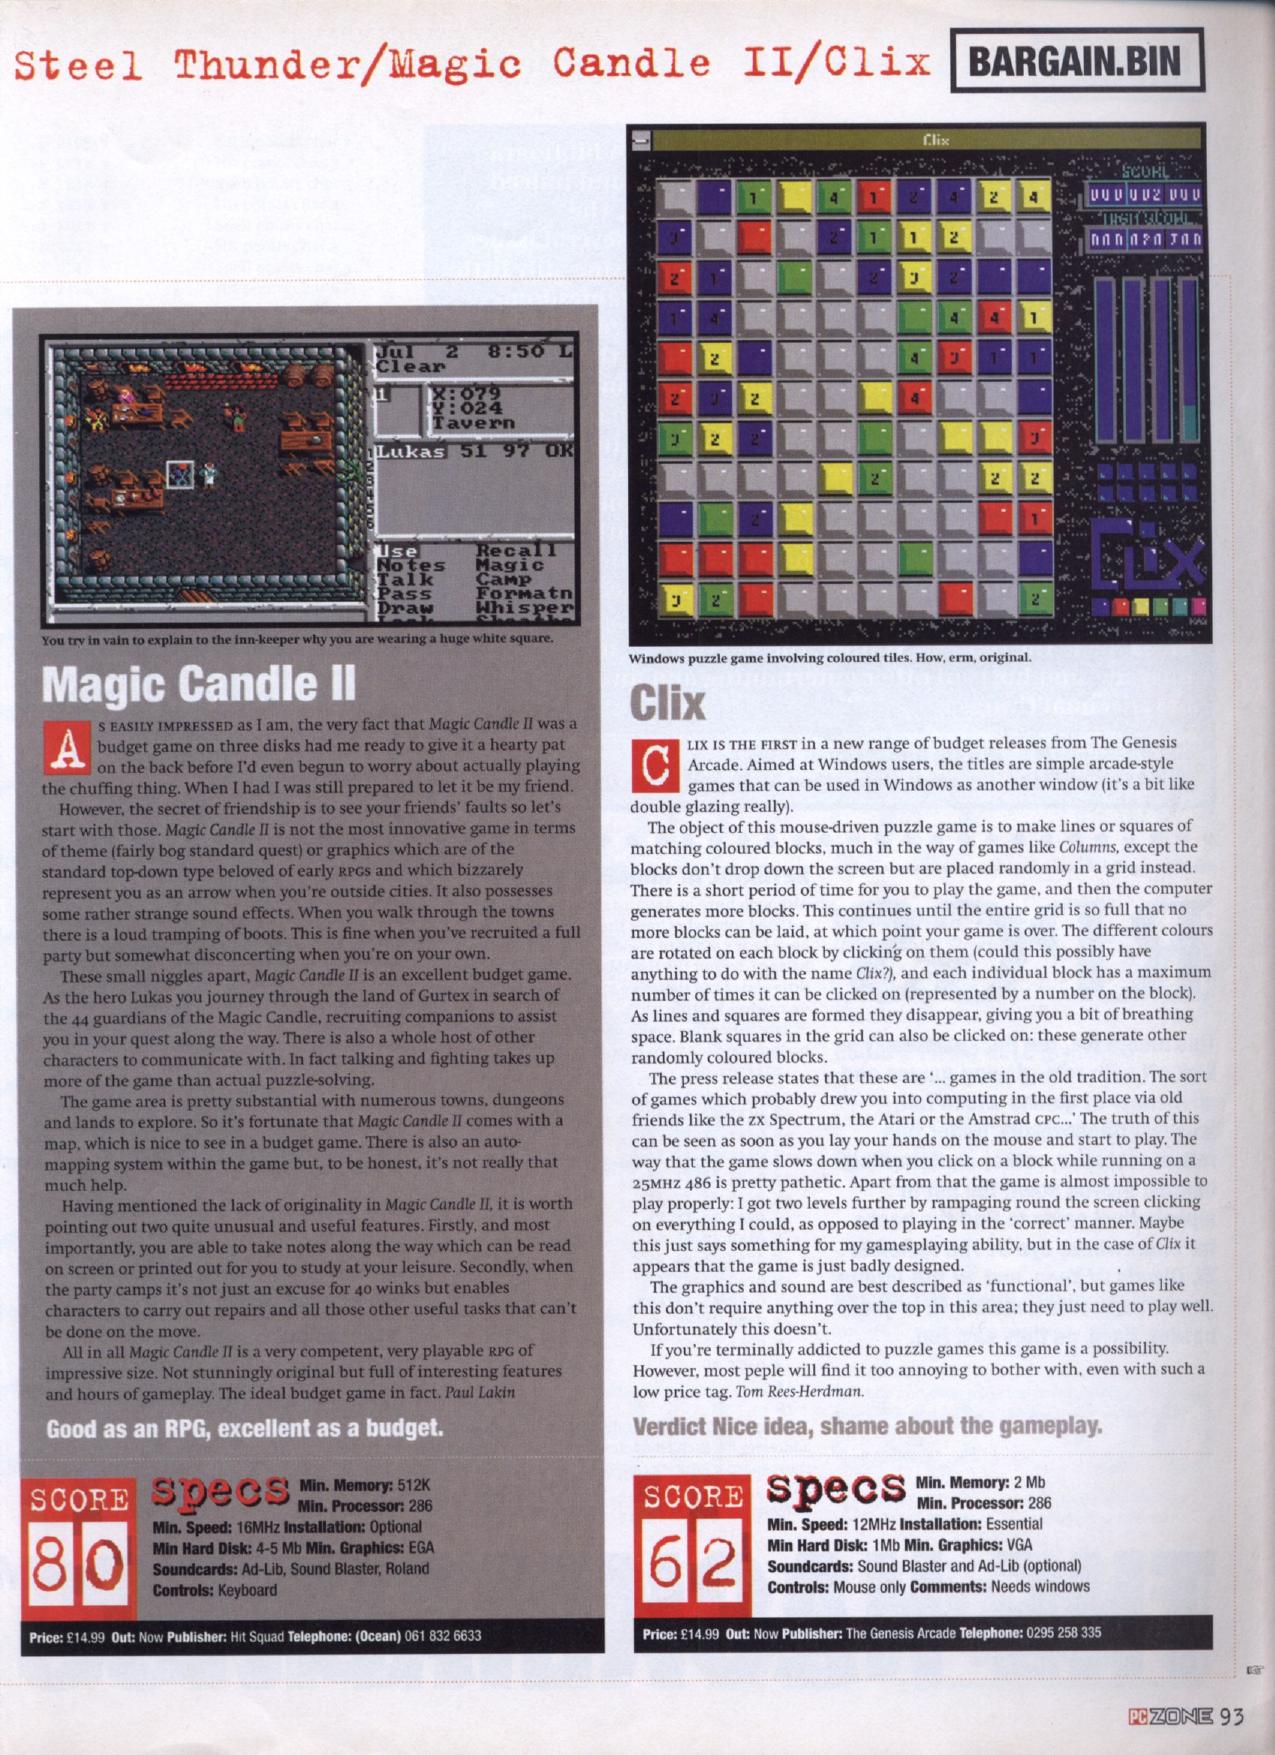 Steel Thunder/Magic Candle II/Clix
BARGAIN.BIN
Jul 2 8:50 L
Clear
1
X:079
Y:024
Tavern
Lukas 51 97 OK
Use Recall
Notes Magic
Talk Camp
Pass Formatn
Draw Whisper
You try in vain to explain to the inn-keeper why you are wearing a huge white square.
Magic Candle II
AS EASILY IMPRESSED as I am, the very fact that Magic Candle II was a
budget game on three disks had me ready to give it a hearty pat
on the back before I'd even begun to worry about actually playing
the chuffing thing. When I had I was still prepared to let it be my friend.
However, the secret of friendship is to see your friends' faults so let's
start with those. Magic Candle II is not the most innovative game in terms
of theme (fairly bog standard quest) or graphics which are of the
standard top-down type beloved of early RPGs and which bizzarely
represent you as an arrow when you're outside cities. It also possesses
some rather strange sound effects. When you walk through the towns
there is a loud tramping of boots. This is fine when you've recruited a full
party but somewhat disconcerting when you're on your own.
These small niggles apart, Magic Candle II is an excellent budget game.
As the hero Lukas you journey through the land of Gurtex in search of
the 44 guardians of the Magic Candle, recruiting companions to assist
you in your quest along the way. There is also a whole host of other
characters to communicate with. In fact talking and fighting takes up
more of the game than actual puzzle-solving.
The game area is pretty substantial with numerous towns, dungeons
and lands to explore. So it's fortunate that Magic Candle II comes with a
map, which is nice to see in a budget game. There is also an auto-
mapping system within the game but, to be honest, it's not really that
much help.
Having mentioned the lack of originality in Magic Candle II, it is worth
pointing out two quite unusual and useful features. Firstly, and most
importantly, you are able to take notes along the way which can be read
on screen or printed out for you to study at your leisure. Secondly, when
the party camps it's not just an excuse for 40 winks but enables
characters to carry out repairs and all those other useful tasks that can't
be done on the move.
All in all Magic Candle II is a very competent, very playable RPG of
impressive size. Not stunningly original but full of interesting features
and hours of gameplay. The ideal budget game in fact. Paul Lakin
Good as an RPG, excellent as a budget.
SCORE
80
specs Min. Memory: 512K
Min. Processor: 286
Min. Speed: 16MHz Installation: Optional
Min Hard Disk: 4-5 Mb Min. Graphics: EGA
Soundcards: Ad-Lib, Sound Blaster, Roland
Controls: Keyboard
Price: £14.99 Out: Now Publisher: Hit Squad Telephone: (Ocean) 061 832 6633
Clix
SCORE
Clix
Windows puzzle game involving coloured tiles. How, erm, original.
Clix
CLIX IS THE FIRST in a new range of budget releases from The Genesis
Arcade. Aimed at Windows users, the titles are simple arcade-style
games that can be used in Windows as another window (it's a bit like
double glazing really).
The object of this mouse-driven puzzle game is to make lines or squares of
matching coloured blocks, much in the way of games like Columns, except the
blocks don't drop down the screen but are placed randomly in a grid instead.
There is a short period of time for you to play the game, and then the computer
generates more blocks. This continues until the entire grid is so full that no
more blocks can be laid, at which point your game is over. The different colours
are rotated on each block by clicking on them (could this possibly have
anything to do with the name Clix?), and each individual block has a maximum
number of times it can be clicked on (represented by a number on the block).
As lines and squares are formed they disappear, giving you a bit of breathing
space. Blank squares in the grid can also be clicked on: these generate other
randomly coloured blocks.
The press release states that these are '... games in the old tradition. The sort
of games which probably drew you into computing in the first place via old
friends like the ZX Spectrum, the Atari or the Amstrad CPC...' The truth of this
can be seen as soon as you lay your hands on the mouse and start to play. The
way that the game slows down when you click on a block while running on a
25MHZ 486 is pretty pathetic. Apart from that the game is almost impossible to
play properly: I got two levels further by rampaging round the screen clicking
on everything I could, as opposed to playing in the 'correct' manner. Maybe
this just says something for my gamesplaying ability, but in the case of Clix it
appears that the game is just badly designed.
The graphics and sound are best described as 'functional', but games like
this don't require anything over the top in this area; they just need to play well.
Unfortunately this doesn't.
If you're terminally addicted to puzzle games this game is a possibility.
However, most peple will find it too annoying to bother with, even with such a
low price tag. Tom Rees-Herdman.
Verdict Nice idea, shame about the gameplay.
SCORE
62
specs Min. Memory: 2 Mb
Min. Processor: 286
Min. Speed: 12MHz Installation: Essential
Min Hard Disk: 1Mb Min. Graphics: VGA
Soundcards: Sound Blaster and Ad-Lib (optional)
Controls: Mouse only Comments: Needs windows
Price: £14.99 Out: Now Publisher: The Genesis Arcade Telephone: 0295 258 335
PC ZONE 93